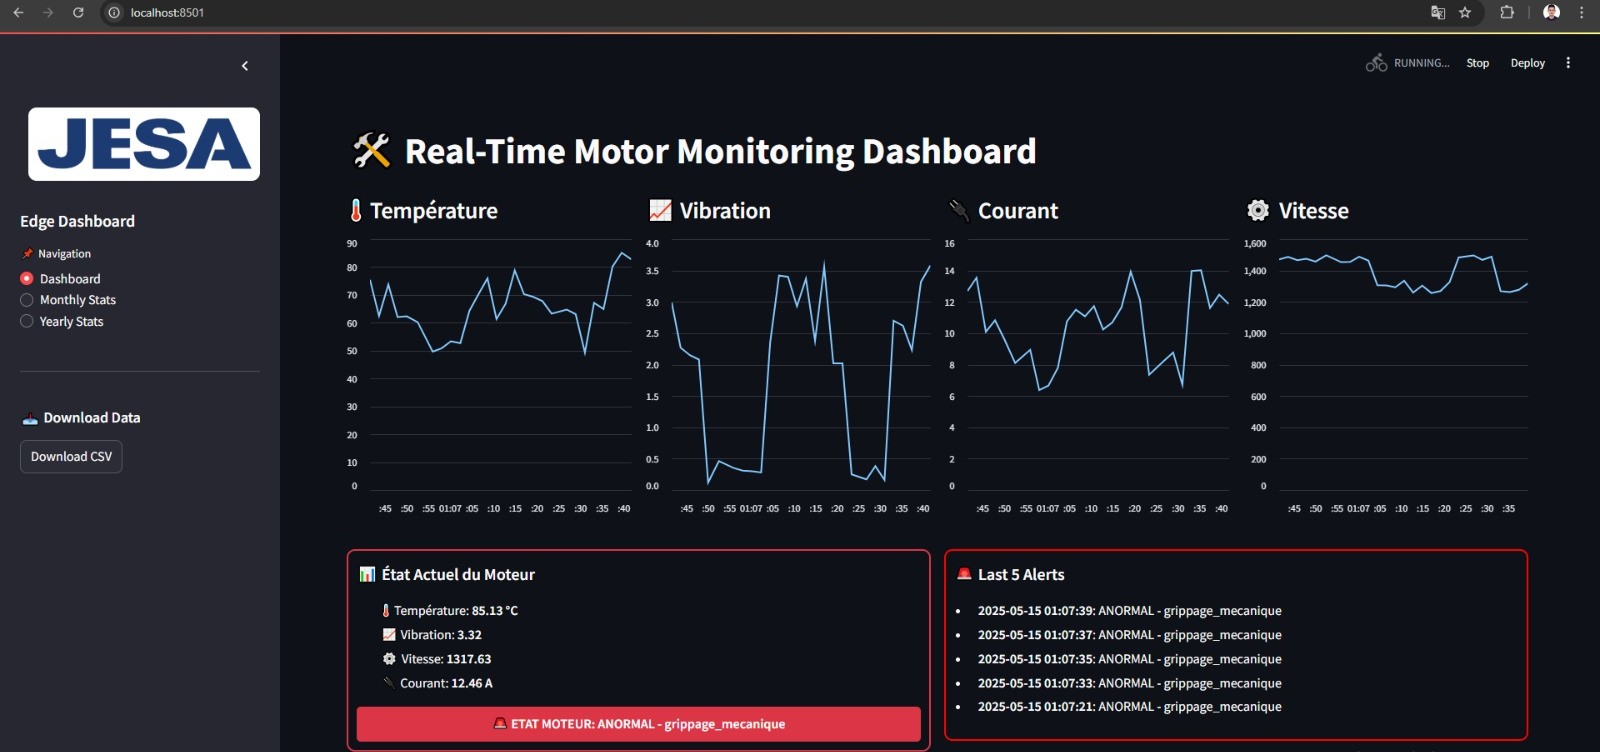 localhost:8501
RUNNING... Stop Deploy
JESA
Edge Dashboard
Navigation
Dashboard
Monthly Stats
Yearly Stats
Download Data
Download CSV
Real-Time Motor Monitoring Dashboard
Température
90
80
70
60
50
40
30
20
10
0
:45 :50 :55 01:07 :05 :10 :15 :20 :25 :30 :35 :40
Vibration
4.0
3.5
3.0
2.5
2.0
1.5
1.0
0.5
0.0
:45 :50 :55 01:07 :05 :10 :15 :20 :25 :30 :35 :40
Courant
16
14
12
10
8
6
4
2
0
:45 :50 :55 01:07 :05 :10 :15 :20 :25 :30 :35 :40
Vitesse
1,600
1,400
1,200
1,000
800
600
400
200
0
:45 :50 :55 01:07 :05 :10 :15 :20 :25 :30 :35
État Actuel du Moteur
Température: 85.13 °C
Vibration: 3.32
Vitesse: 1317.63
Courant: 12.46 A
ETAT MOTEUR: ANORMAL - grippage_mecanique
Last 5 Alerts
2025-05-15 01:07:39: ANORMAL - grippage_mecanique
2025-05-15 01:07:37: ANORMAL - grippage_mecanique
2025-05-15 01:07:35: ANORMAL - grippage_mecanique
2025-05-15 01:07:33: ANORMAL - grippage_mecanique
2025-05-15 01:07:21: ANORMAL - grippage_mecanique